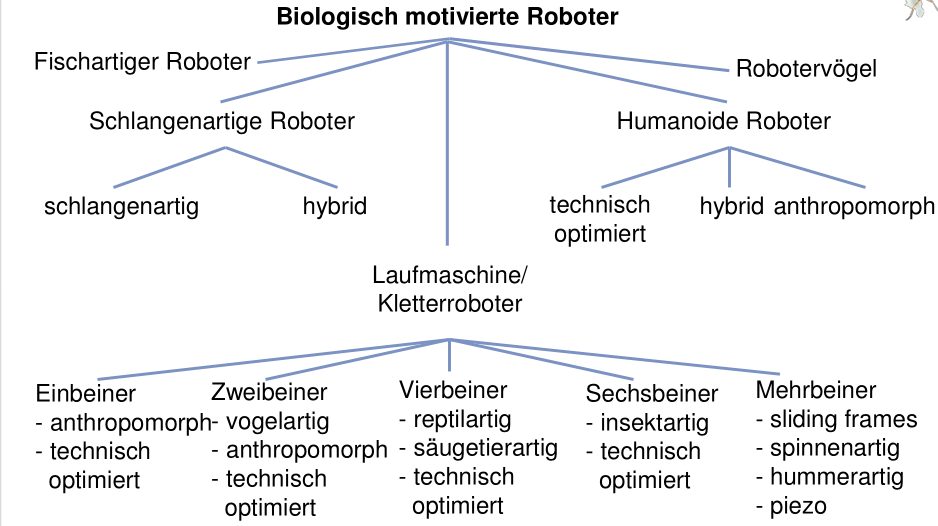 Biologisch motivierte Roboter
Fischartiger Roboter
Robotervögel
Schlangenartige Roboter
Humanoide Roboter
schlangenartig
hybrid
technisch
optimiert
hybrid
anthropomorph
Laufmaschine/
Kletterroboter
Einbeiner
- anthropomorph
- technisch
optimiert
Zweibeiner
- vogelartig
- anthropomorph
- technisch
optimiert
Vierbeiner
- reptilartig
- säugetierartig
- technisch
optimiert
Sechsbeiner
- insektartig
- technisch
optimiert
Mehrbeiner
- sliding frames
- spinnenartig
- hummerartig
- piezo